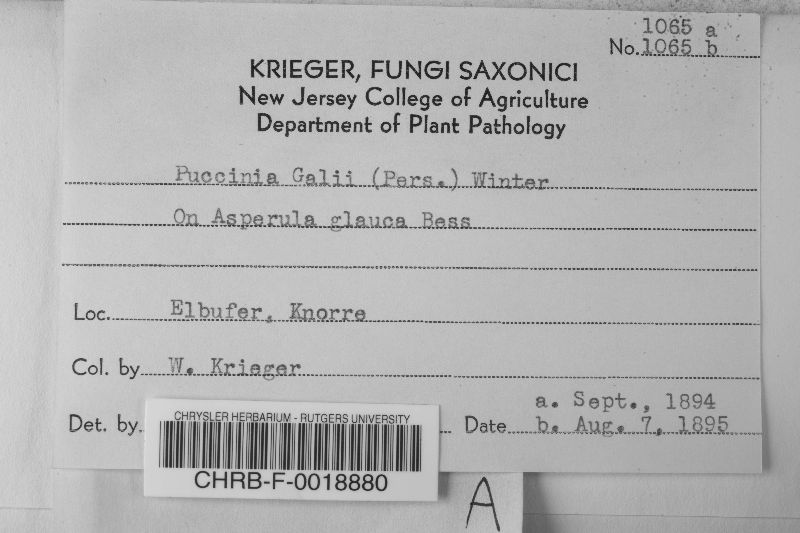 1065 a
No. 1065 b
KRIEGER, FUNGI SAXONICI
New Jersey College of Agriculture
Department of Plant Pathology
Puccinia Galii (Pers.) Winter
On Asperula glauca Bess
Loc. Elbufer, Knorre
Col. by W. Krieger
a. Sept., 1894
Det. by Date b. Aug. 7, 1895
CHRYSLER HERBARIUM - RUTGERS UNIVERSITY
CHRB-F-0018880
A